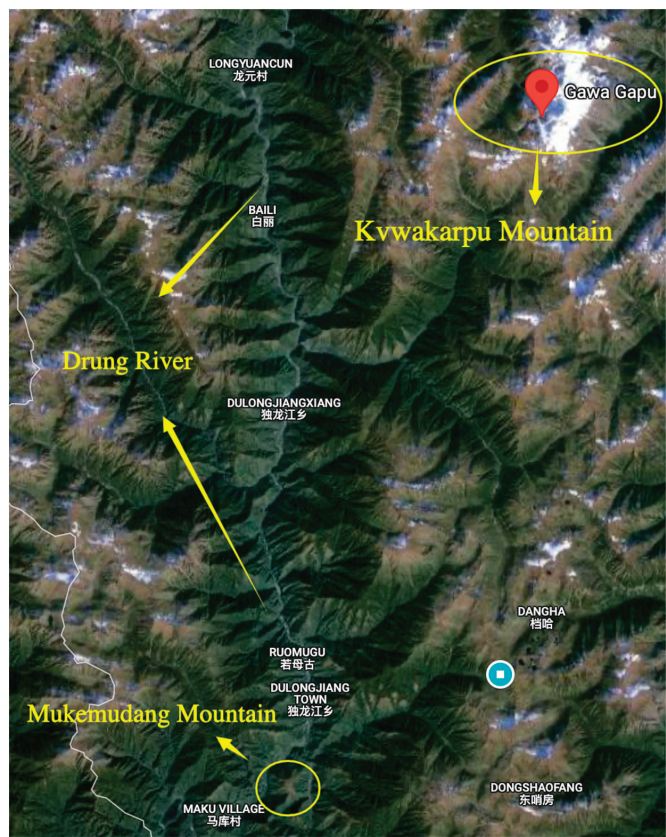 LONGYUANCUN
龙元村
Gawa Gapu
BAILI
白丽
Kvwakarpu Mountain
Drung River
DULONGJIANGXIANG
独龙江乡
DANGHA
档哈
RUOMUGU
若母古
DULONGJIANG
TOWN
独龙江乡
Mukemudang Mountain
DONGSHAOFANG
东哨房
MAKU VILLAGE
马库村